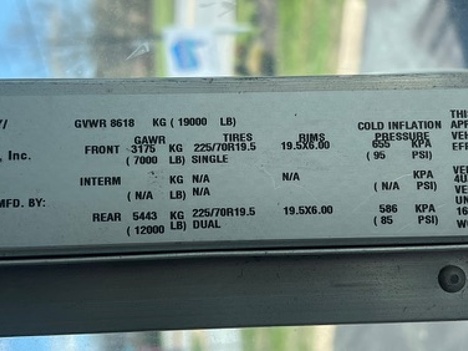 Y/ GVWR 8618 KG ( 19000 LB) THIS
GAWR TIRES RIMS COLD INFLATION PRESSURE
, Inc. FRONT 3175 KG 225/70R19.5 19.5X6.00 655 KPA
( 7000 LB) SINGLE ( 95 PSI)
INTERM KG N/A N/A KPA
( N/A LB) N/A ( N/A PSI)
MFD. BY:
REAR 5443 KG 225/70R19.5 19.5X6.00 586 KPA
( 12000 LB) DUAL ( 85 PSI)